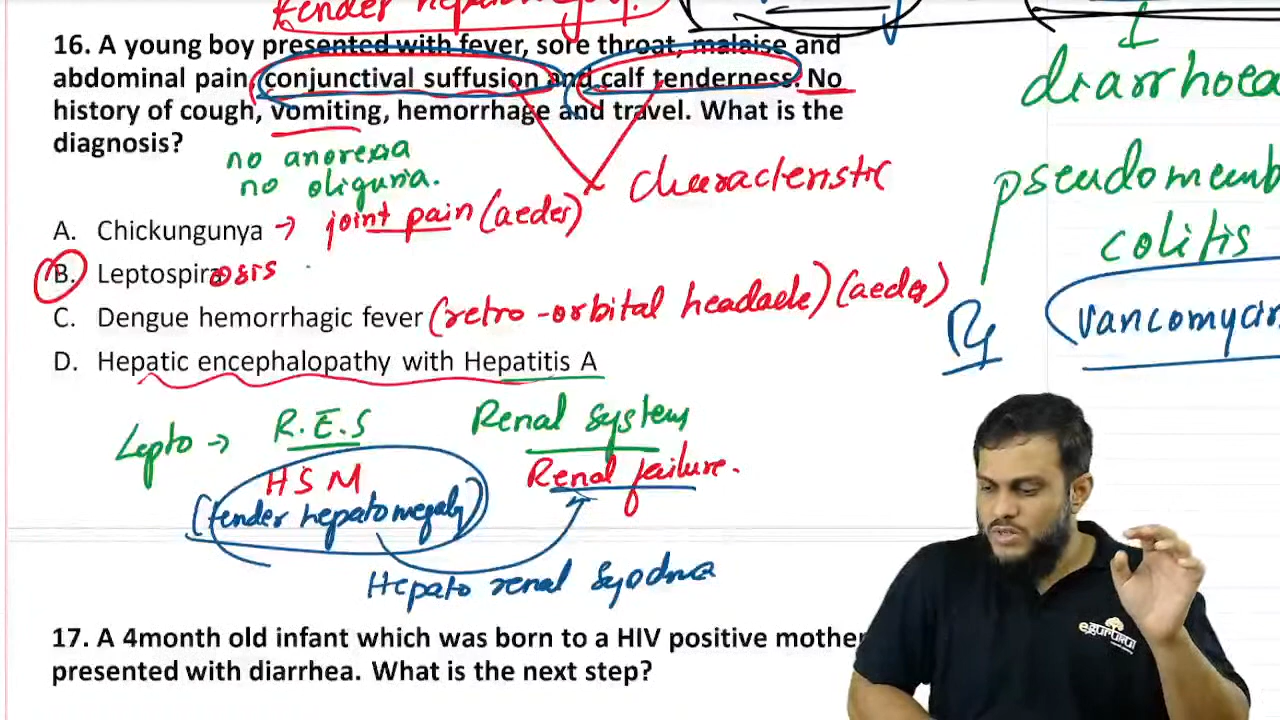 tender hepatomegaly.
16. A young boy presented with fever, sore throat, malaise and
abdominal pain, conjunctival suffusion and calf tenderness. No
history of cough, vomiting, hemorrhage and travel. What is the
diagnosis?
no anorexia
no oliguria.
characteristic
A. Chickungunya → joint pain (aedes)
B. Leptospirosis
C. Dengue hemorrhagic fever (retro-orbital headache) (aedes)
D. Hepatic encephalopathy with Hepatitis A
Lepto → R.E.S
HSM
(tender hepatomegaly)
Renal system
Renal failure.
Hepato renal
diarrhoea
pseudomemb
colitis
Rx
vancomycin
17. A 4month old infant which was born to a HIV positive mother
presented with diarrhea. What is the next step?
egurukul